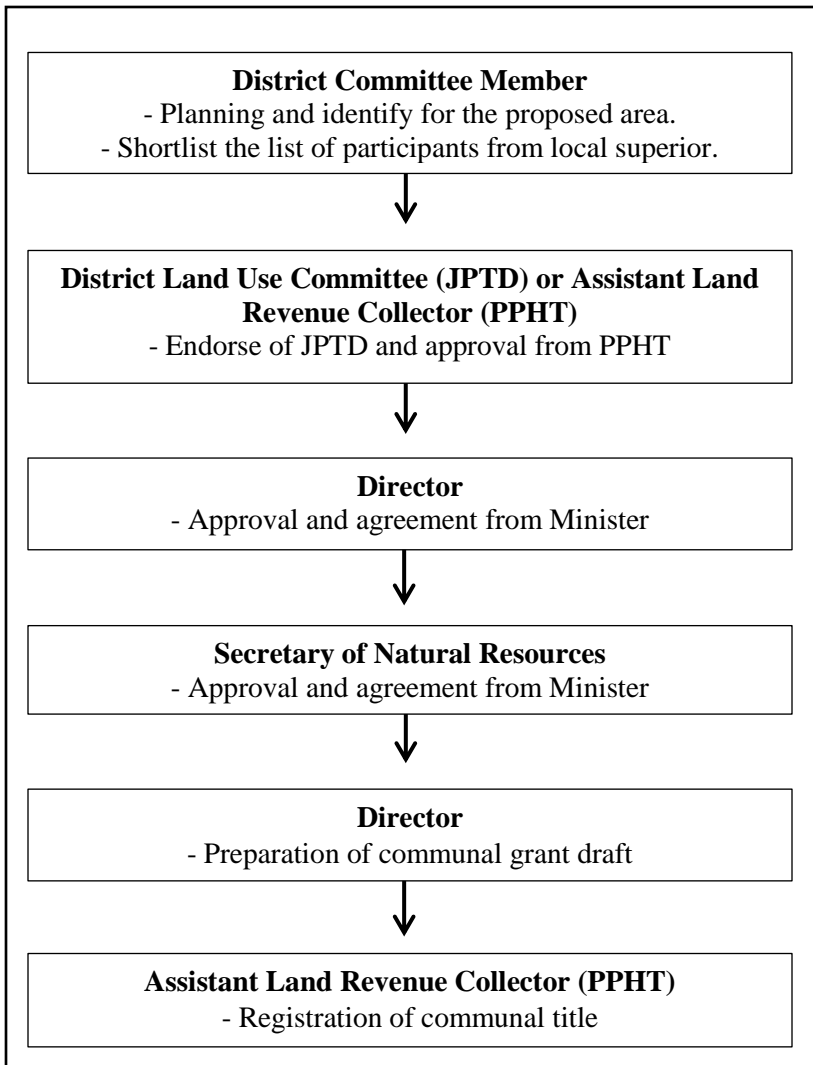 District Committee Member
- Planning and identify for the proposed area.
- Shortlist the list of participants from local superior.
District Land Use Committee (JPTD) or Assistant Land
Revenue Collector (PPHT)
- Endorse of JPTD and approval from PPHT
Director
- Approval and agreement from Minister
Secretary of Natural Resources
- Approval and agreement from Minister
Director
- Preparation of communal grant draft
Assistant Land Revenue Collector (PPHT)
- Registration of communal title